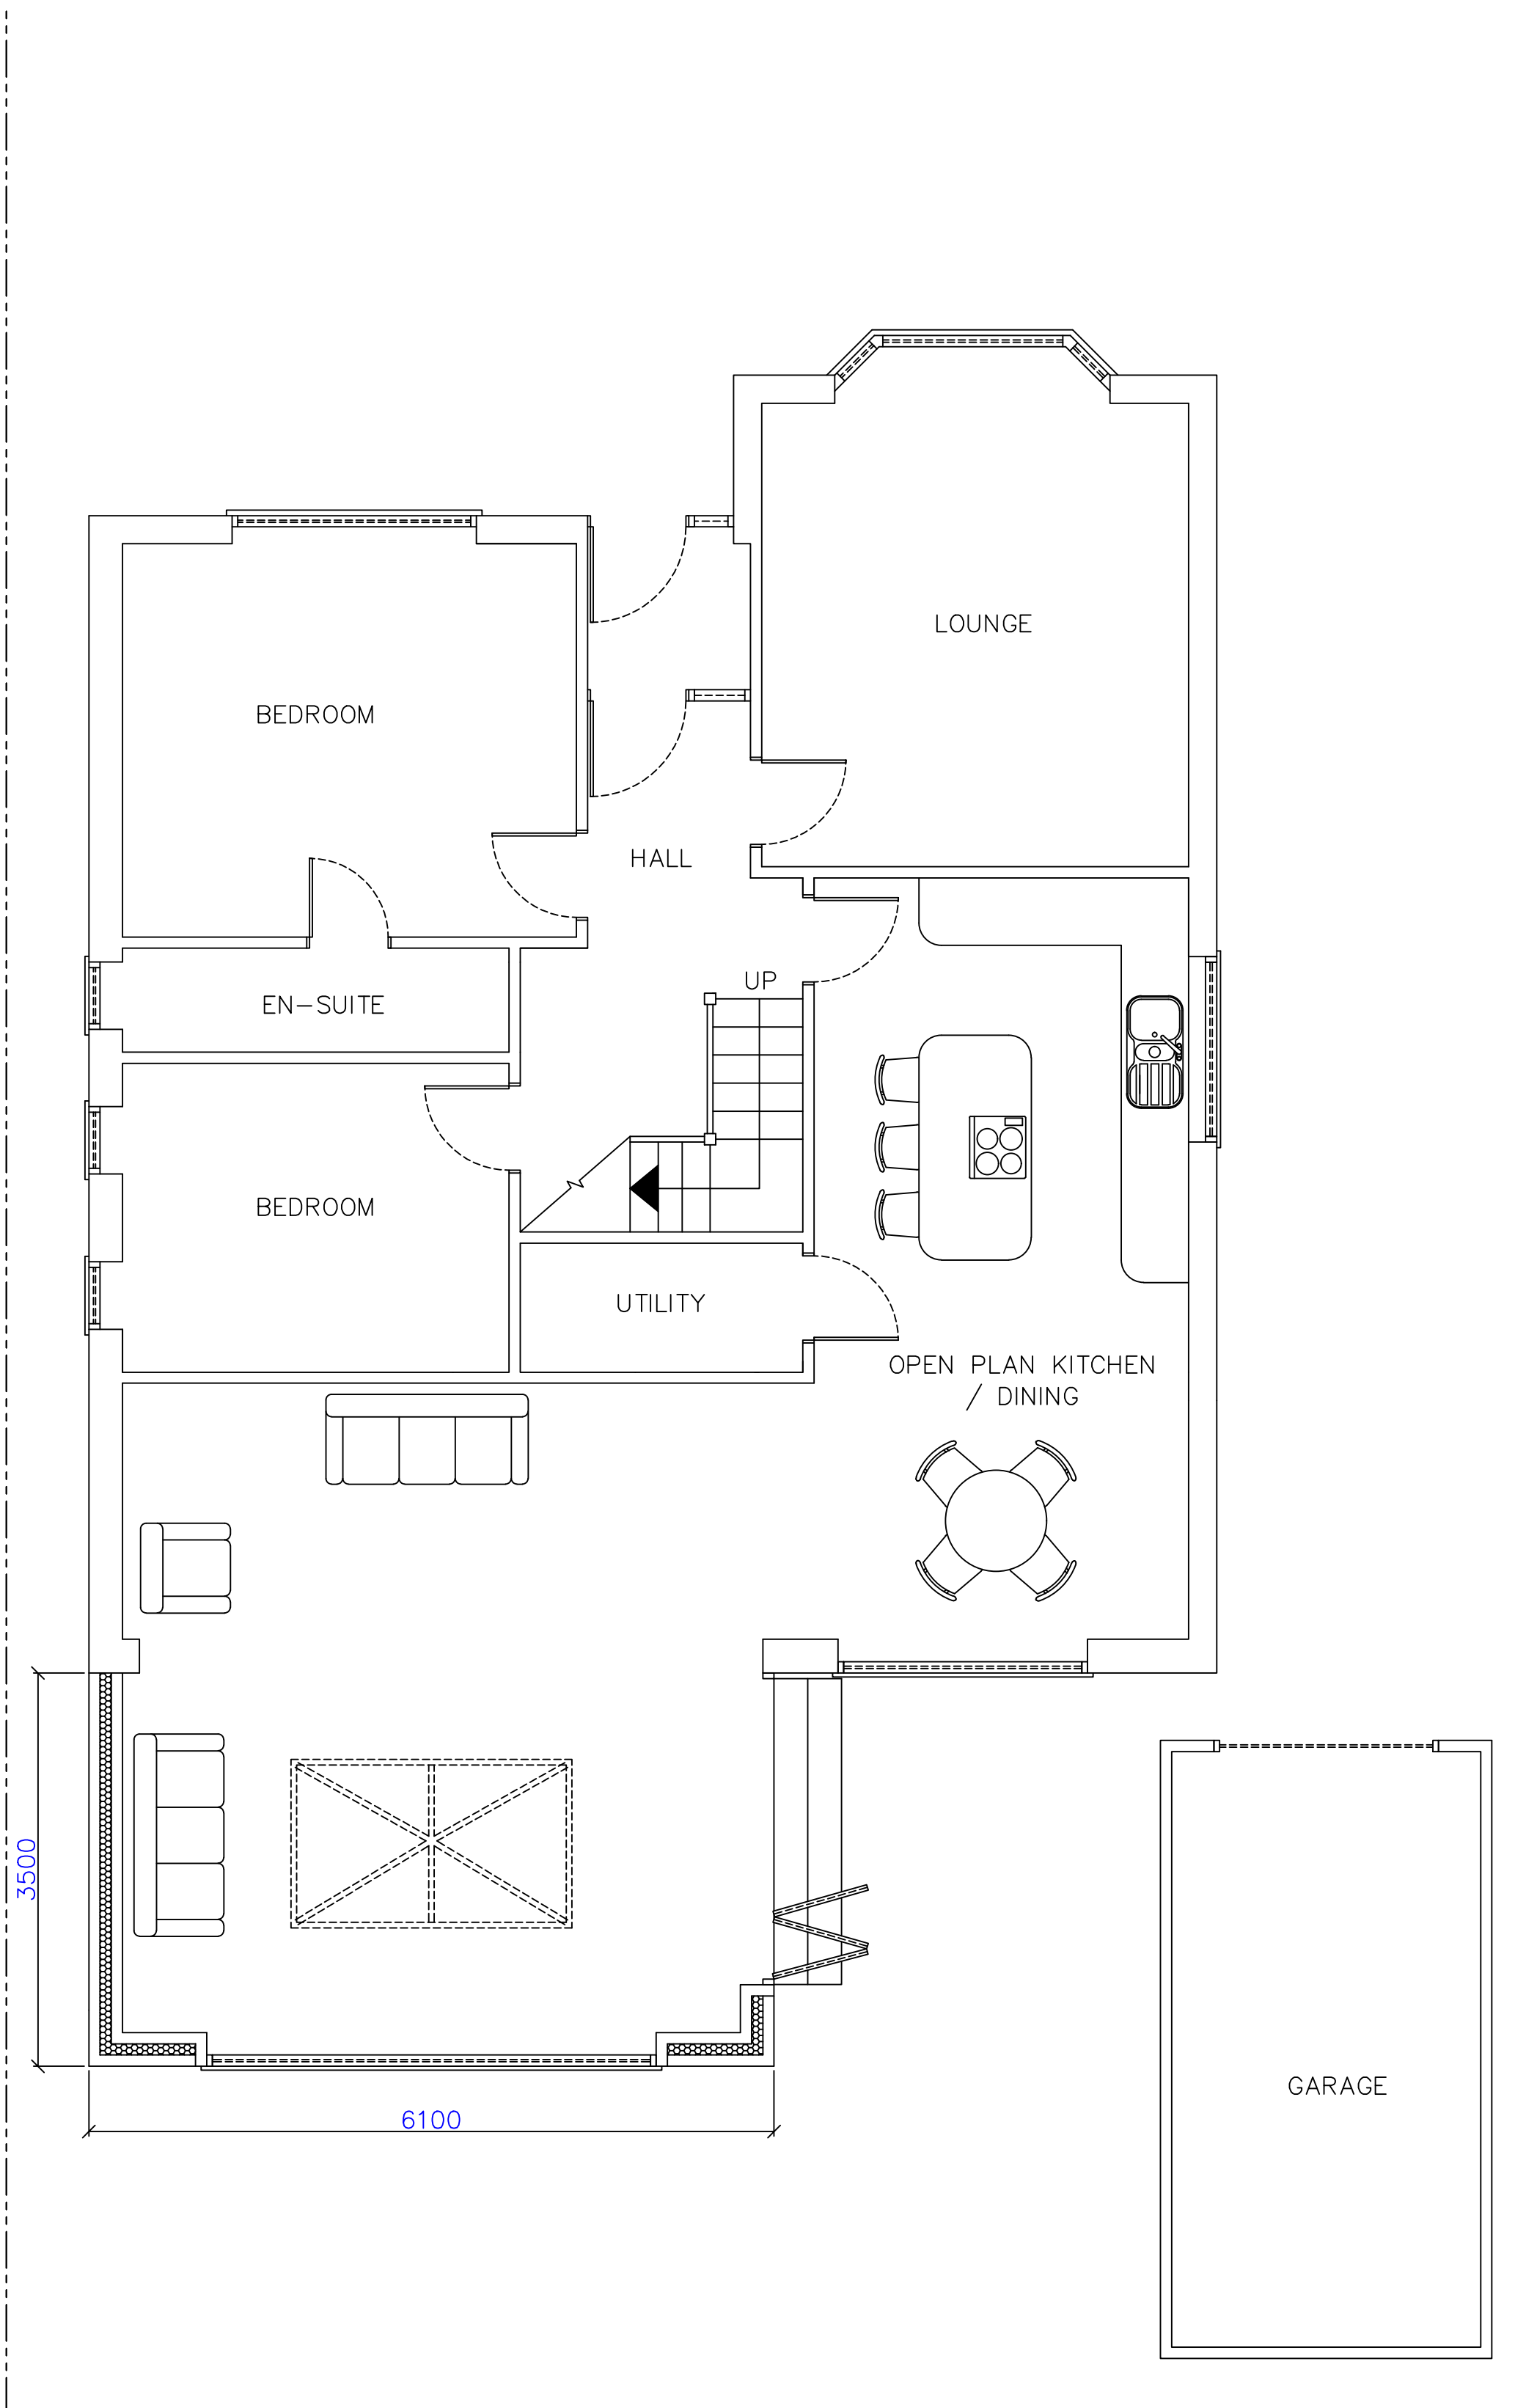 LOUNGE
BEDROOM
HALL
UP
EN-SUITE
BEDROOM
UTILITY
OPEN PLAN KITCHEN
/ DINING
3500
6100
GARAGE